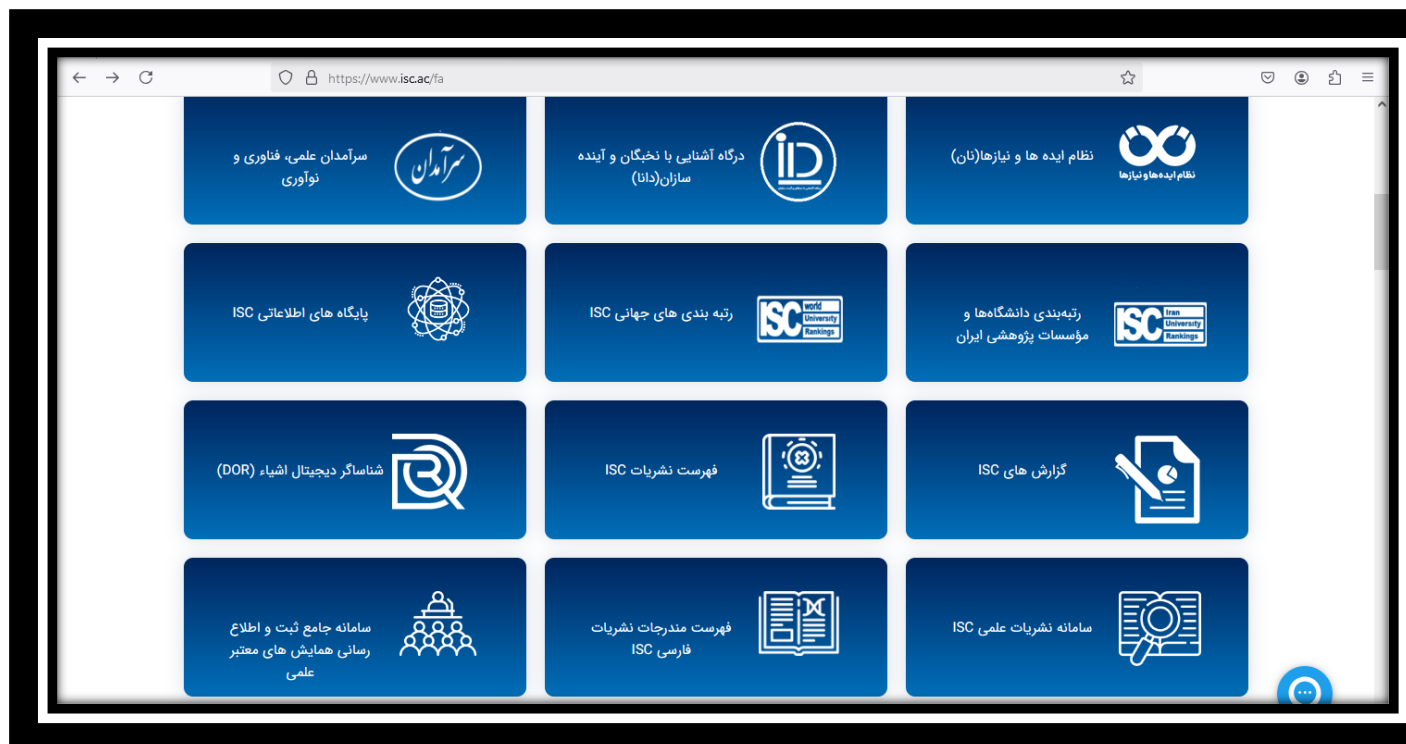 https://www.isc.ac/fa
نظام ایده‌ها و نیازها
نظام ایده ها و نیازها(نان)
درگاه آشنایی با نخبگان و آینده
سازان(دانا)
سرآمدان
سرآمدان علمی، فناوری و
نوآوری
ISC Iran
University
Rankings
رتبه‌بندی دانشگاه‌ها و
مؤسسات پژوهشی ایران
ISC world
University
Rankings
رتبه بندی های جهانی ISC
پایگاه های اطلاعاتی ISC
گزارش های ISC
فهرست نشریات ISC
شناساگر دیجیتال اشیاء (DOR)
سامانه نشریات علمی ISC
فهرست مندرجات نشریات
فارسی ISC
سامانه جامع ثبت و اطلاع
رسانی همایش های معتبر
علمی